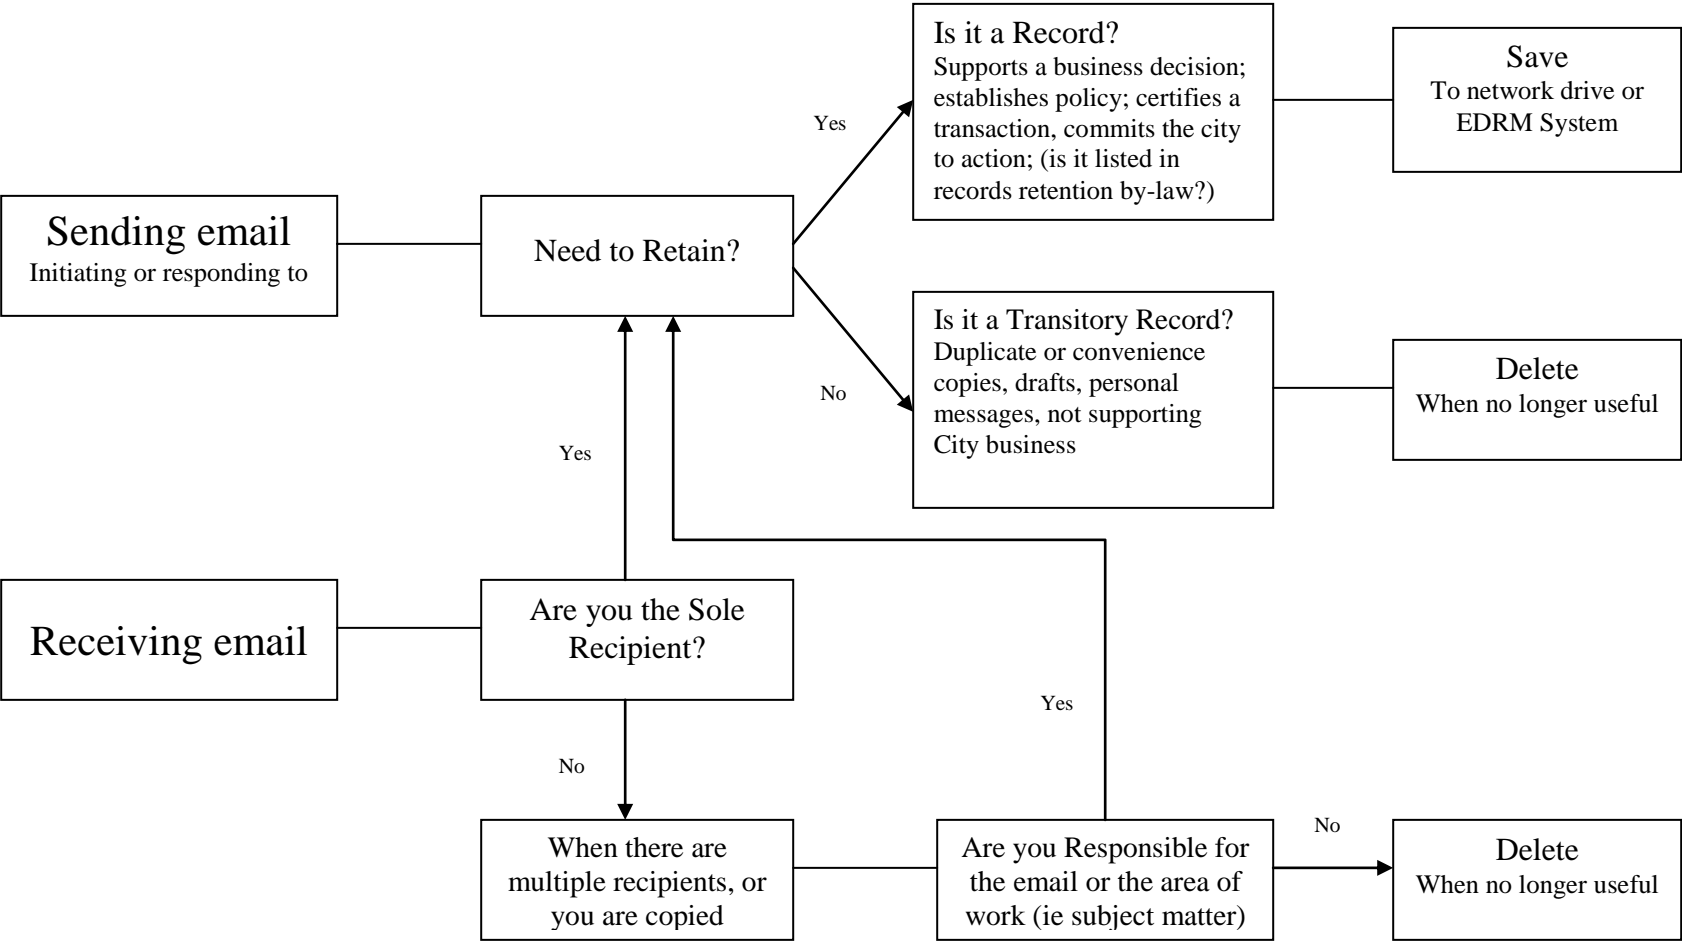 Is it a Record?
Supports a business decision;
establishes policy; certifies a
transaction, commits the city
to action; (is it listed in
records retention by-law?)
Save
To network drive or
EDRM System
Yes
Sending email
Initiating or responding to
Need to Retain?
No
Is it a Transitory Record?
Duplicate or convenience
copies, drafts, personal
messages, not supporting
City business
Delete
When no longer useful
Yes
Receiving email
Are you the Sole
Recipient?
Yes
No
When there are
multiple recipients, or
you are copied
Are you Responsible for
the email or the area of
work (ie subject matter)
No
Delete
When no longer useful